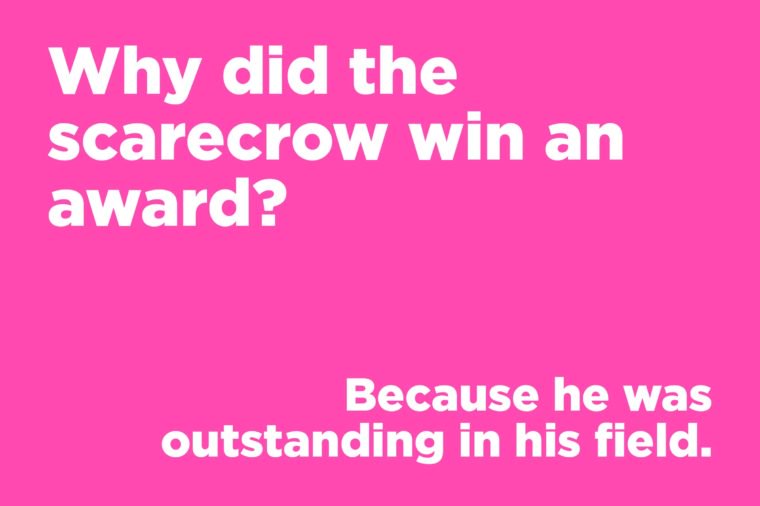 Why did the
scarecrow win an
award?
Because he was
outstanding in his field.